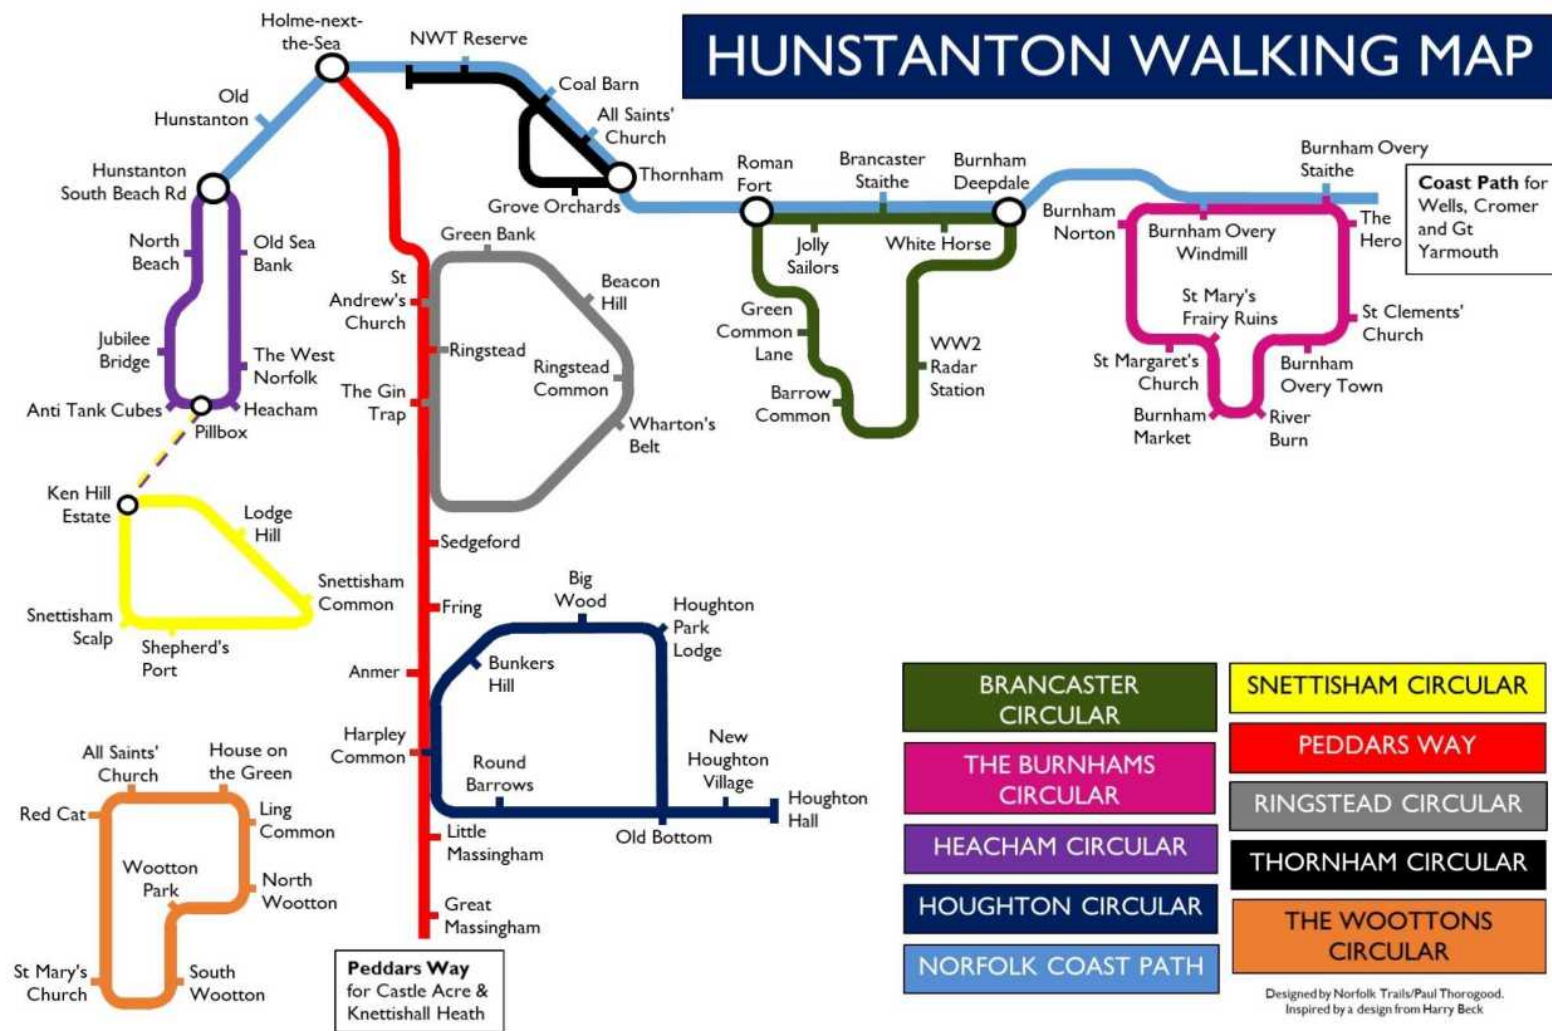 HUNSTANTON WALKING MAP
Holme-next-
the-Sea
NWT Reserve
Coal Barn
All Saints'
Church
Old
Hunstanton
Hunstanton
South Beach Rd
Thornham
Grove Orchards
Roman
Fort
Brancaster
Staithe
Burnham
Deepdale
Burnham Overy
Staithe
Coast Path for
Wells, Cromer
and Gt
Yarmouth
North
Beach
Old Sea
Bank
Green Bank
Jolly
Sailors
White Horse
Burnham
Norton
Burnham Overy
Windmill
The
Hero
St
Andrew's
Church
Beacon
Hill
Green
Common
Lane
St Mary's
Frairy Ruins
St Clements'
Church
Jubilee
Bridge
The West
Norfolk
Ringstead
Ringstead
Common
WW2
Radar
Station
St Margaret's
Church
Burnham
Overy Town
The Gin
Trap
Barrow
Common
Anti Tank Cubes
Heacham
Pillbox
Wharton's
Belt
Burnham
Market
River
Burn
Ken Hill
Estate
Lodge
Hill
Sedgeford
Snettisham
Common
Fring
Big
Wood
Houghton
Park
Lodge
Snettisham
Scalp
Shepherd's
Port
Anmer
Bunkers
Hill
Harpley
Common
Round
Barrows
New
Houghton
Village
Houghton
Hall
Old Bottom
Little
Massingham
Great
Massingham
All Saints'
Church
House on
the Green
Red Cat
Ling
Common
Wootton
Park
North
Wootton
St Mary's
Church
South
Wootton
Peddars Way
for Castle Acre &
Knettishall Heath
BRANCASTER
CIRCULAR
THE BURNHAMS
CIRCULAR
HEACHAM CIRCULAR
HOUGHTON CIRCULAR
NORFOLK COAST PATH
SNETTISHAM CIRCULAR
PEDDARS WAY
RINGSTEAD CIRCULAR
THORNHAM CIRCULAR
THE WOOTTONS
CIRCULAR
Designed by Norfolk Trails/Paul Thorogood.
Inspired by a design from Harry Beck